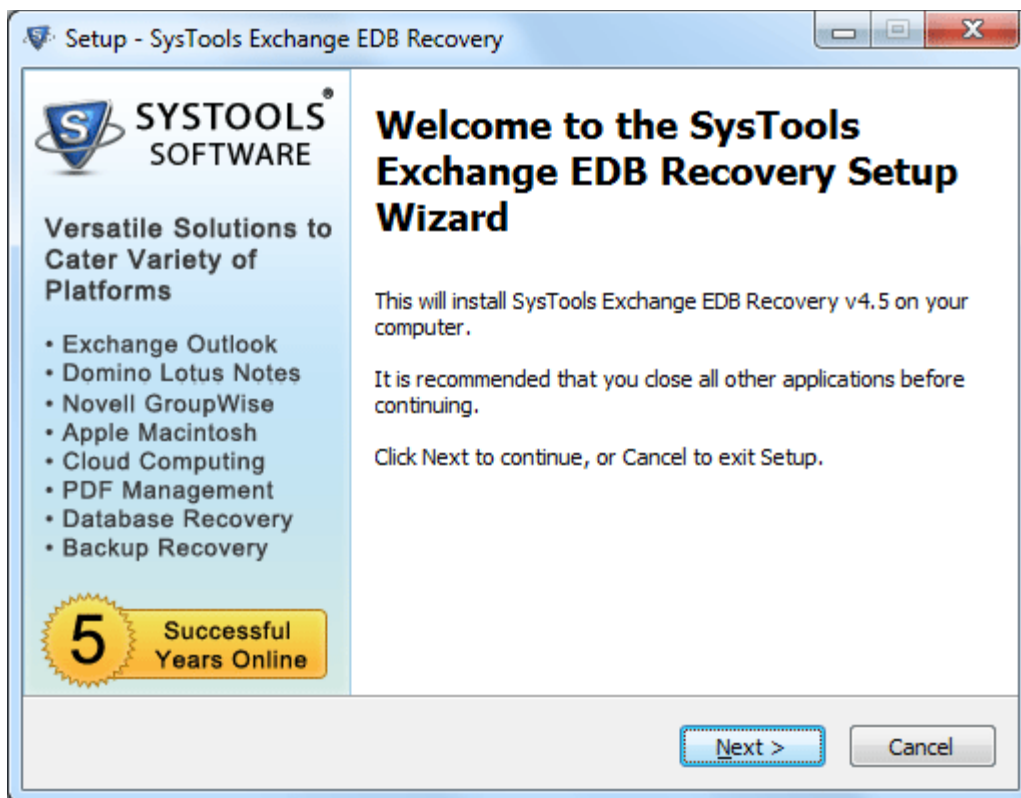 Setup - SysTools Exchange EDB Recovery
S
SYSTOOLS®
SOFTWARE
Versatile Solutions to
Cater Variety of
Platforms
• Exchange Outlook
• Domino Lotus Notes
• Novell GroupWise
• Apple Macintosh
• Cloud Computing
• PDF Management
• Database Recovery
• Backup Recovery
5
Successful
Years Online
Welcome to the SysTools
Exchange EDB Recovery Setup
Wizard
This will install SysTools Exchange EDB Recovery v4.5 on your
computer.
It is recommended that you close all other applications before
continuing.
Click Next to continue, or Cancel to exit Setup.
Next >
Cancel